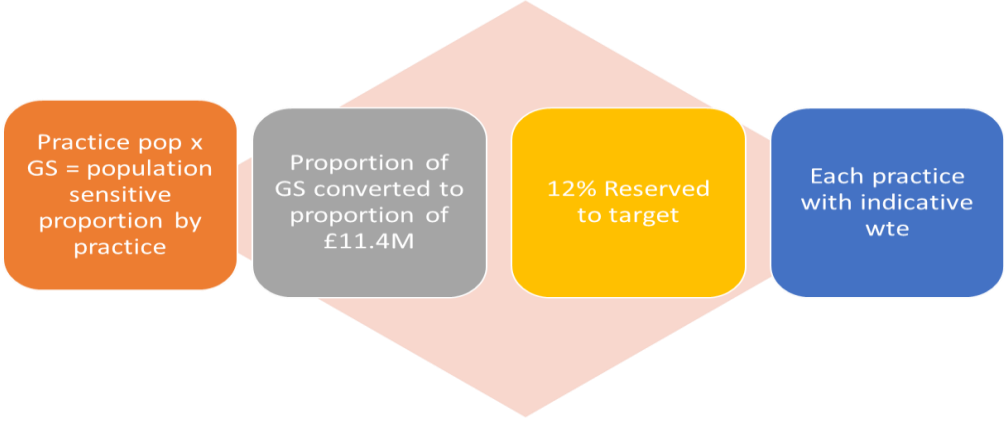 Practice pop x
GS = population
sensitive
proportion by
practice
Proportion of
GS converted to
proportion of
£11.4M
12% Reserved
to target
Each practice
with indicative
wte